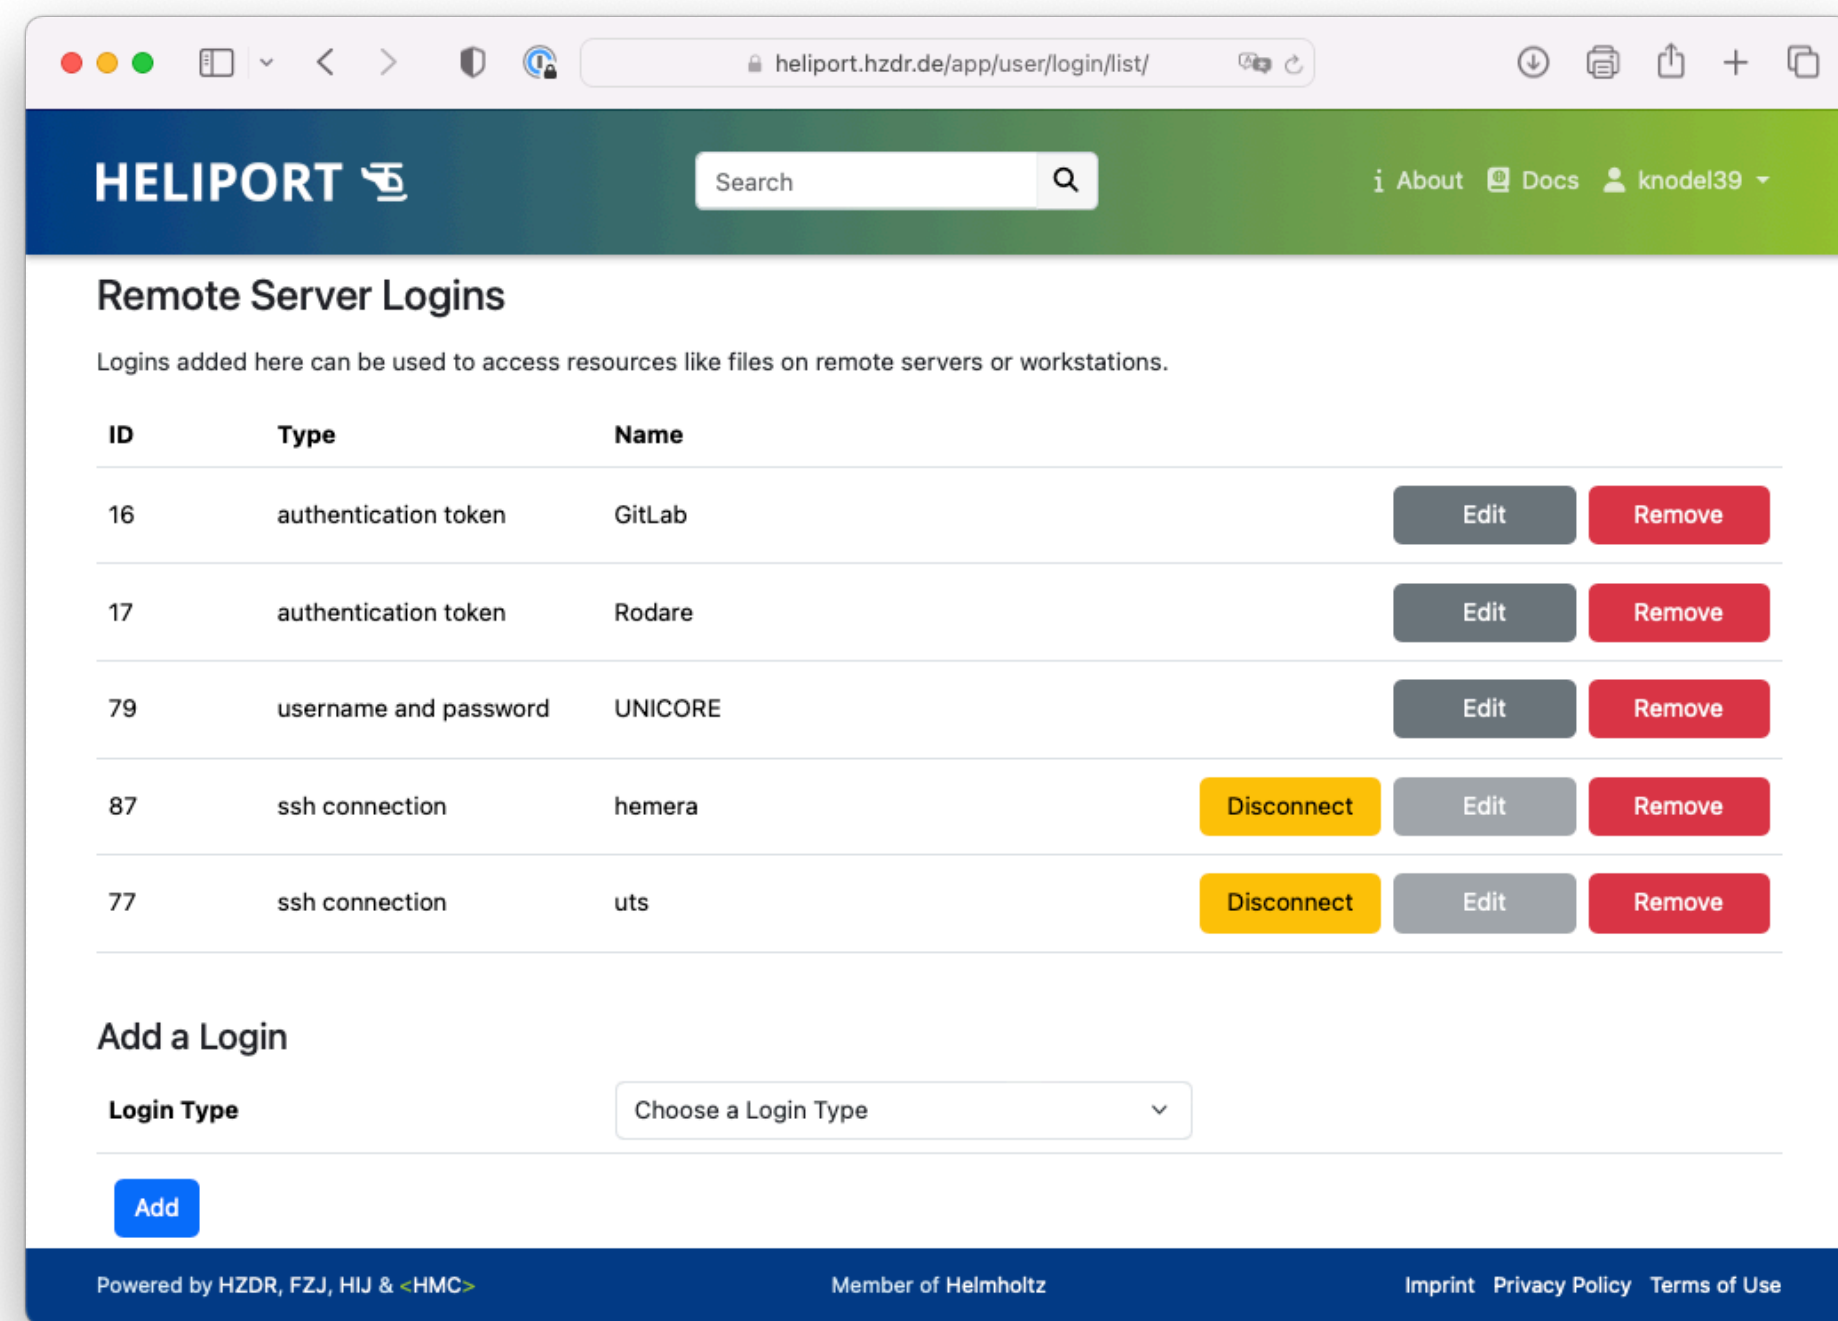 heliport.hzdr.de/app/user/login/list/
HELIPORT
Search
i About Docs knodel39
Remote Server Logins
Logins added here can be used to access resources like files on remote servers or workstations.
ID Type Name
16 authentication token GitLab Edit Remove
17 authentication token Rodare Edit Remove
79 username and password UNICORE Edit Remove
87 ssh connection hemera Disconnect Edit Remove
77 ssh connection uts Disconnect Edit Remove
Add a Login
Login Type Choose a Login Type
Add
Powered by HZDR, FZJ, HIJ & <HMC> Member of Helmholtz Imprint Privacy Policy Terms of Use